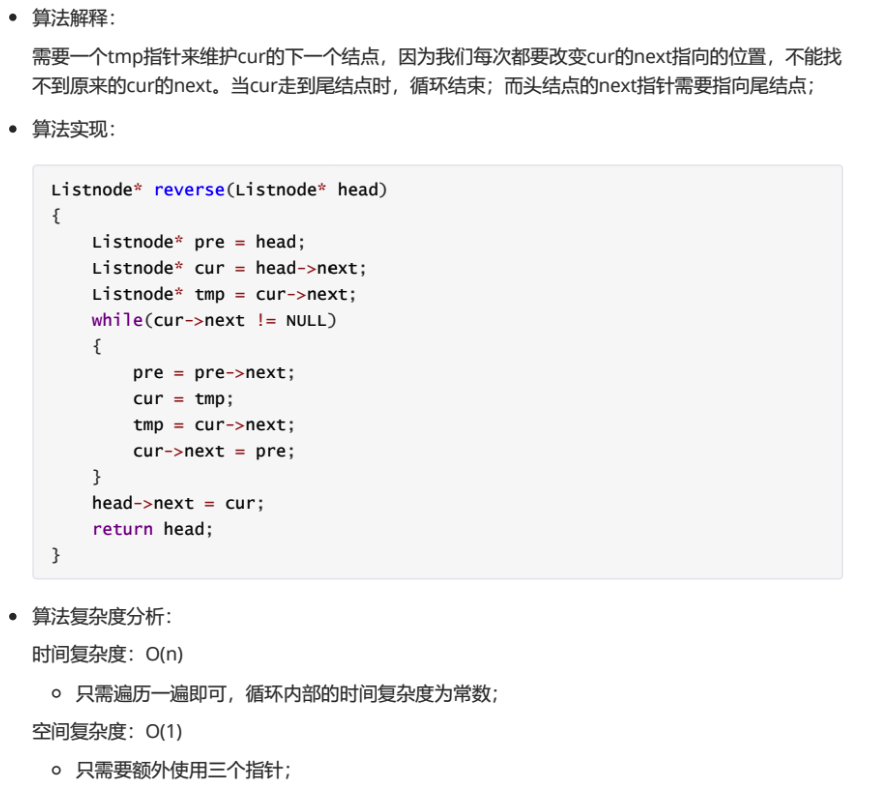 算法解释：
需要一个tmp指针来维护cur的下一个结点，因为我们每次都要改变cur的next指向的位置，不能找
不到原来的cur的next。当cur走到尾结点时，循环结束；而头结点的next指针需要指向尾结点；
算法实现：
Listnode* reverse(Listnode* head)
{
    Listnode* pre = head;
    Listnode* cur = head->next;
    Listnode* tmp = cur->next;
    while(cur->next != NULL)
    {
        pre = pre->next;
        cur = tmp;
        tmp = cur->next;
        cur->next = pre;
    }
    head->next = cur;
    return head;
}
算法复杂度分析：
时间复杂度：O(n)
只需遍历一遍即可，循环内部的时间复杂度为常数；
空间复杂度：O(1)
只需要额外使用三个指针；